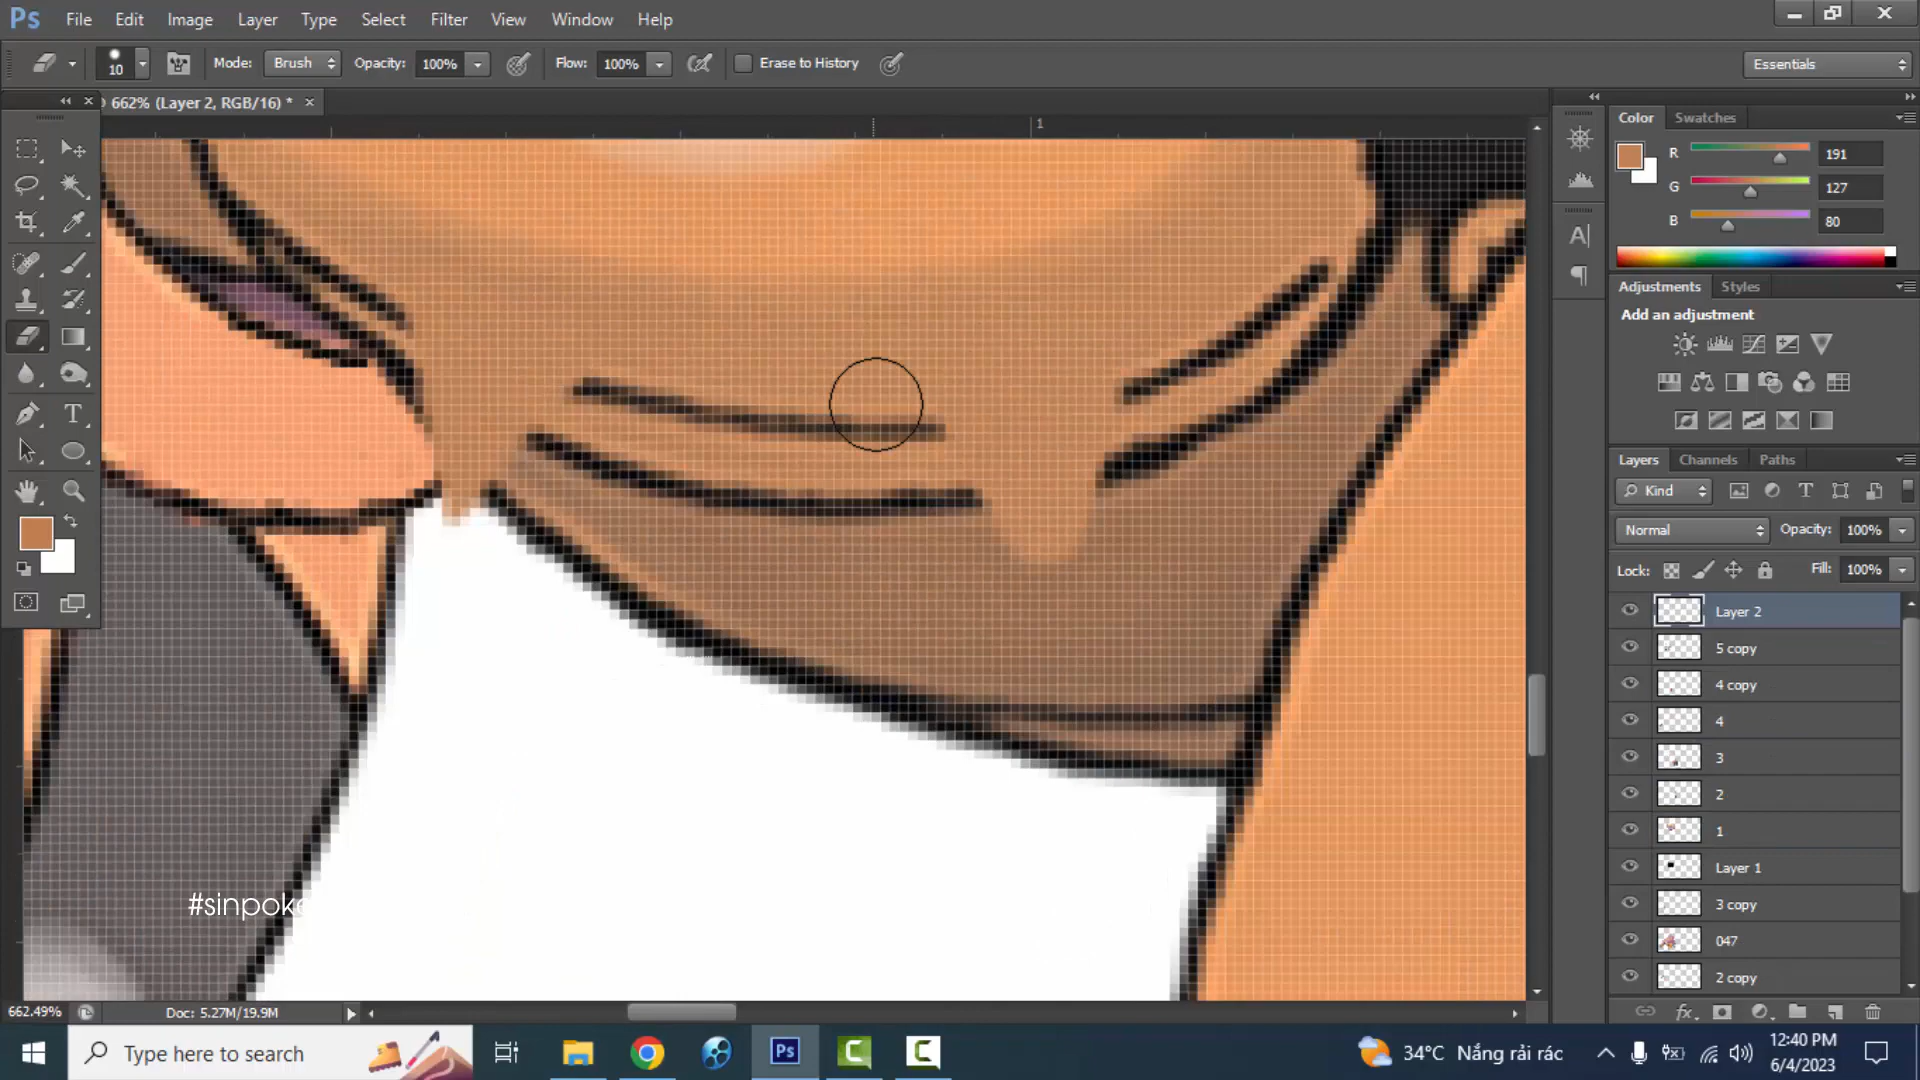 Ps File Edit Image Layer Type Select Filter View Window Help
10 Mode: Brush Opacity: 100% Flow: 100% Erase to History Essentials
662% (Layer 2, RGB/16) * ×
1
Color Swatches
R 191
G 127
B 80
Adjustments Styles
Add an adjustment
Layers Channels Paths
Kind
Normal Opacity: 100%
Lock: Fill: 100%
Layer 2
5 copy
4 copy
4
3
2
1
Layer 1
3 copy
047
2 copy
#sinpoke
662.49% Doc: 5.27M/19.9M
Type here to search
34°C Nắng rải rác
12:40 PM
6/4/2023